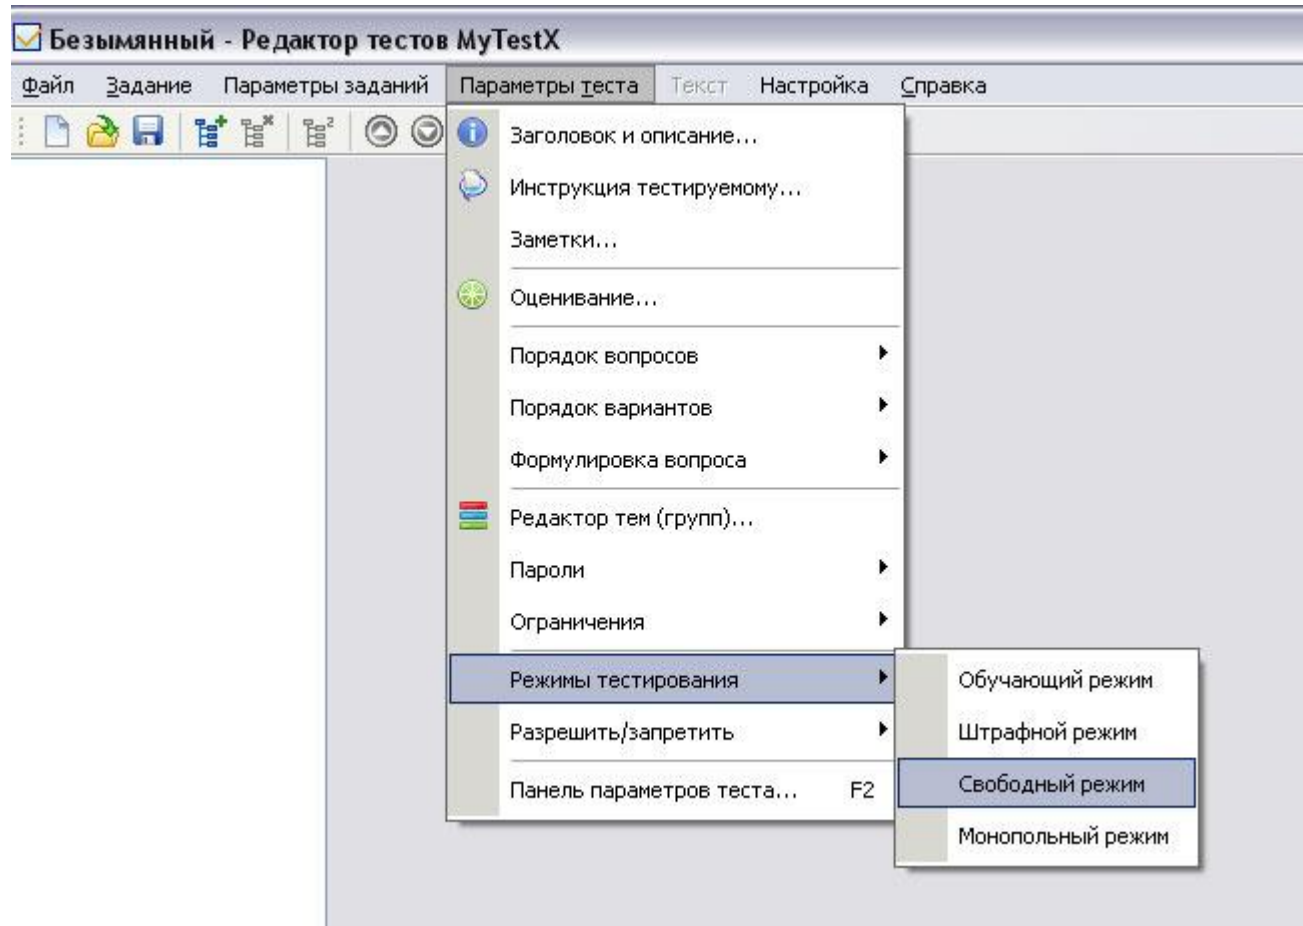 Безымянный - Редактор тестов MyTestX
Файл Задание Параметры заданий Параметры теста Текст Настройка Справка
Заголовок и описание...
Инструкция тестируемому...
Заметки...
Оценивание...
Порядок вопросов
Порядок вариантов
Формулировка вопроса
Редактор тем (групп)...
Пароли
Ограничения
Режимы тестирования
Разрешить/запретить
Панель параметров теста... F2
Обучающий режим
Штрафной режим
Свободный режим
Монопольный режим